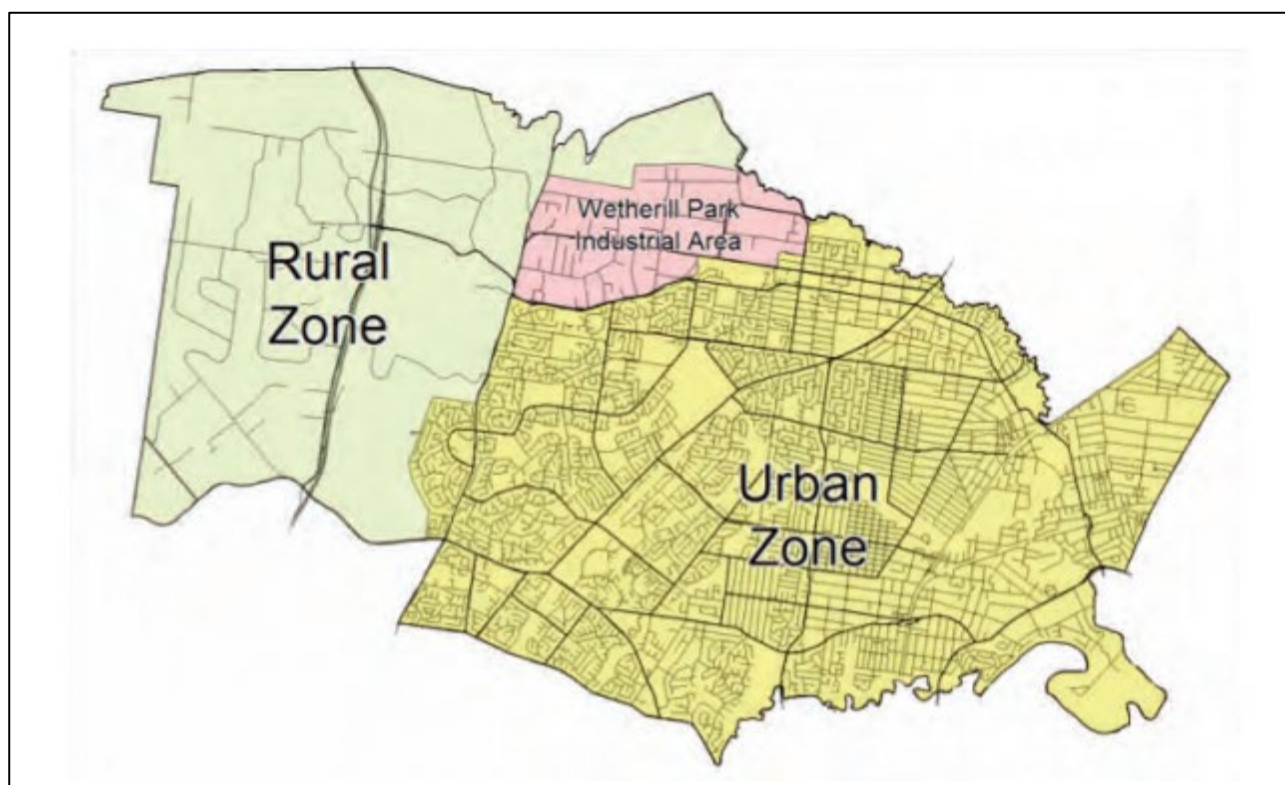 Wetherill Park
Industrial Area
Rural
Zone
Urban
Zone